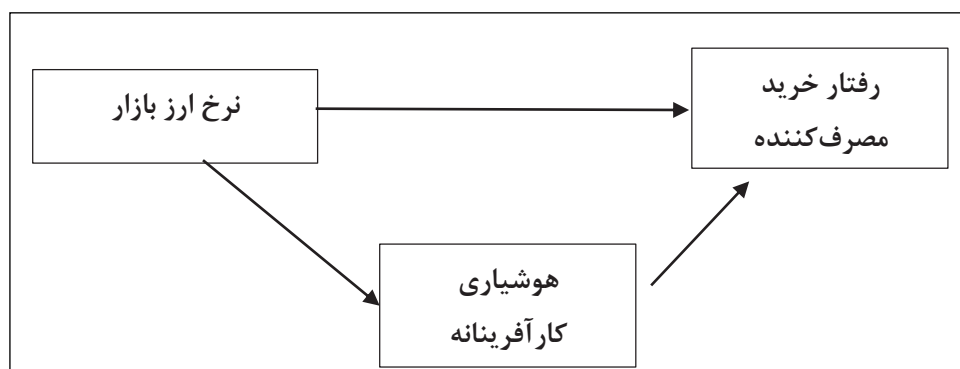 رفتار خرید
مصرف‌کننده
نرخ ارز بازار
هوشیاری
کارآفرینانه